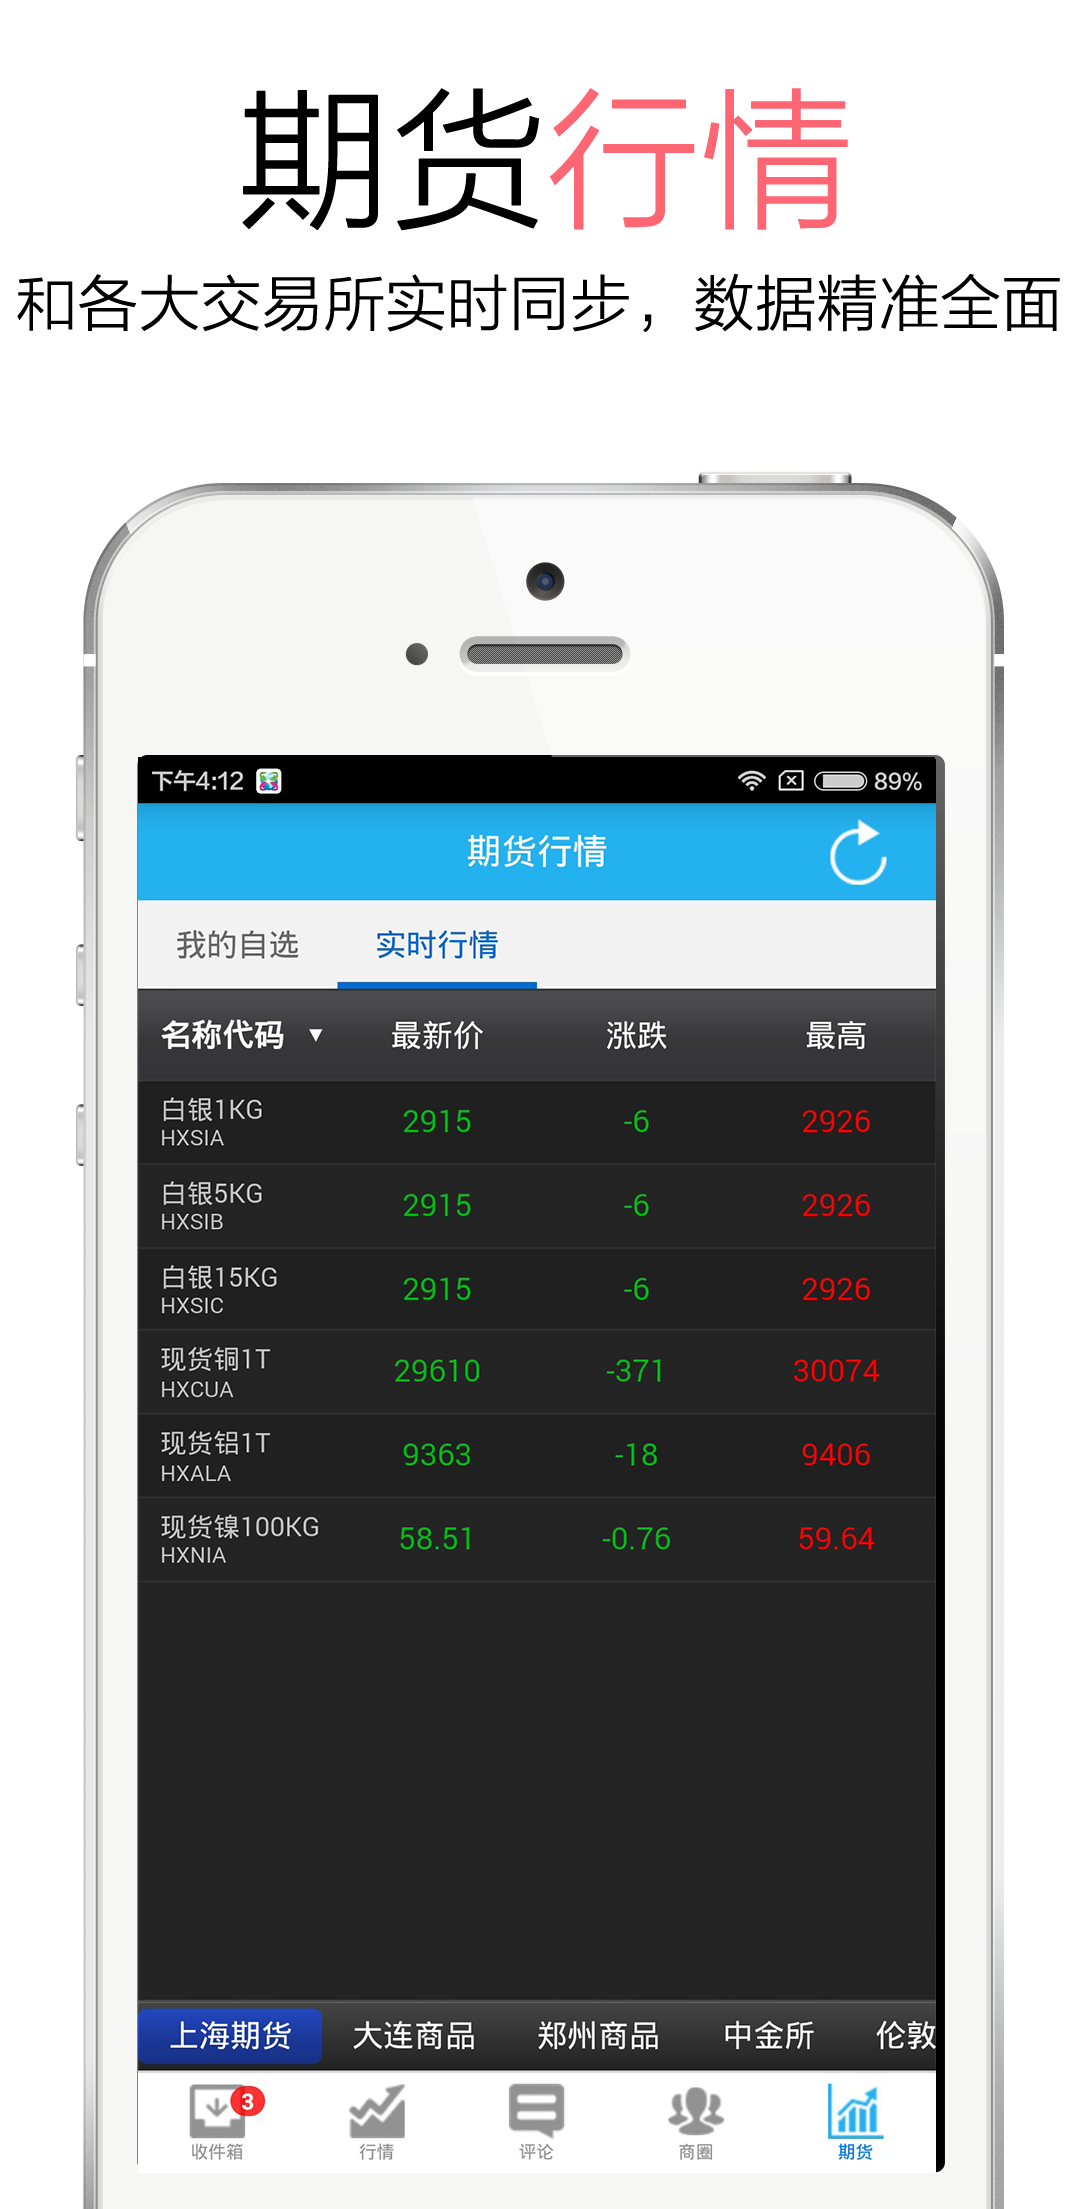 期货行情
和各大交易所实时同步，数据精准全面
下午4:12 89%
期货行情
我的自选 实时行情
名称代码 ▼ 最新价 涨跌 最高
白银1KG 2915 -6 2926
HXSIA
白银5KG 2915 -6 2926
HXSIB
白银15KG 2915 -6 2926
HXSIC
现货铜1T 29610 -371 30074
HXCUA
现货铝1T 9363 -18 9406
HXALA
现货镍100KG 58.51 -0.76 59.64
HXNIA
上海期货 大连商品 郑州商品 中金所 伦敦
3
收件箱 行情 评论 商圈 期货